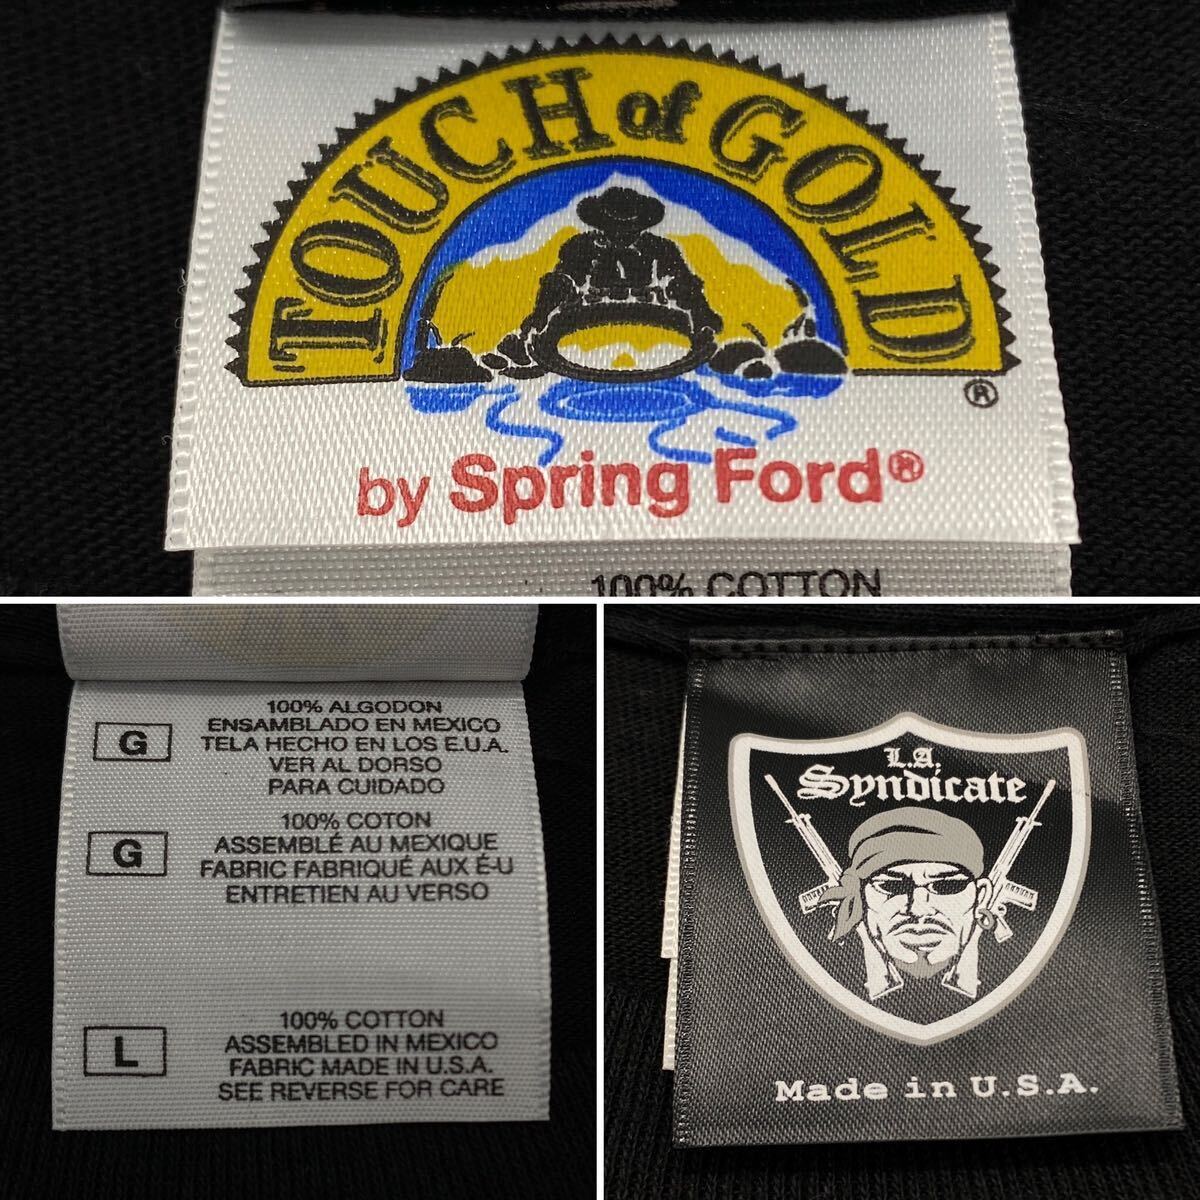 TOUCH of GOLD
®
by Spring Ford®
100% COTTON
G
100% ALGODON
ENSAMBLADO EN MEXICO
TELA HECHO EN LOS E.U.A.
VER AL DORSO
PARA CUIDADO
G
100% COTON
ASSEMBLÉ AU MEXIQUE
FABRIC FABRIQUÉ AUX É-U
ENTRETIEN AU VERSO
L
100% COTTON
ASSEMBLED IN MEXICO
FABRIC MADE IN U.S.A.
SEE REVERSE FOR CARE
L.A.
Syndicate
Made in U.S.A.